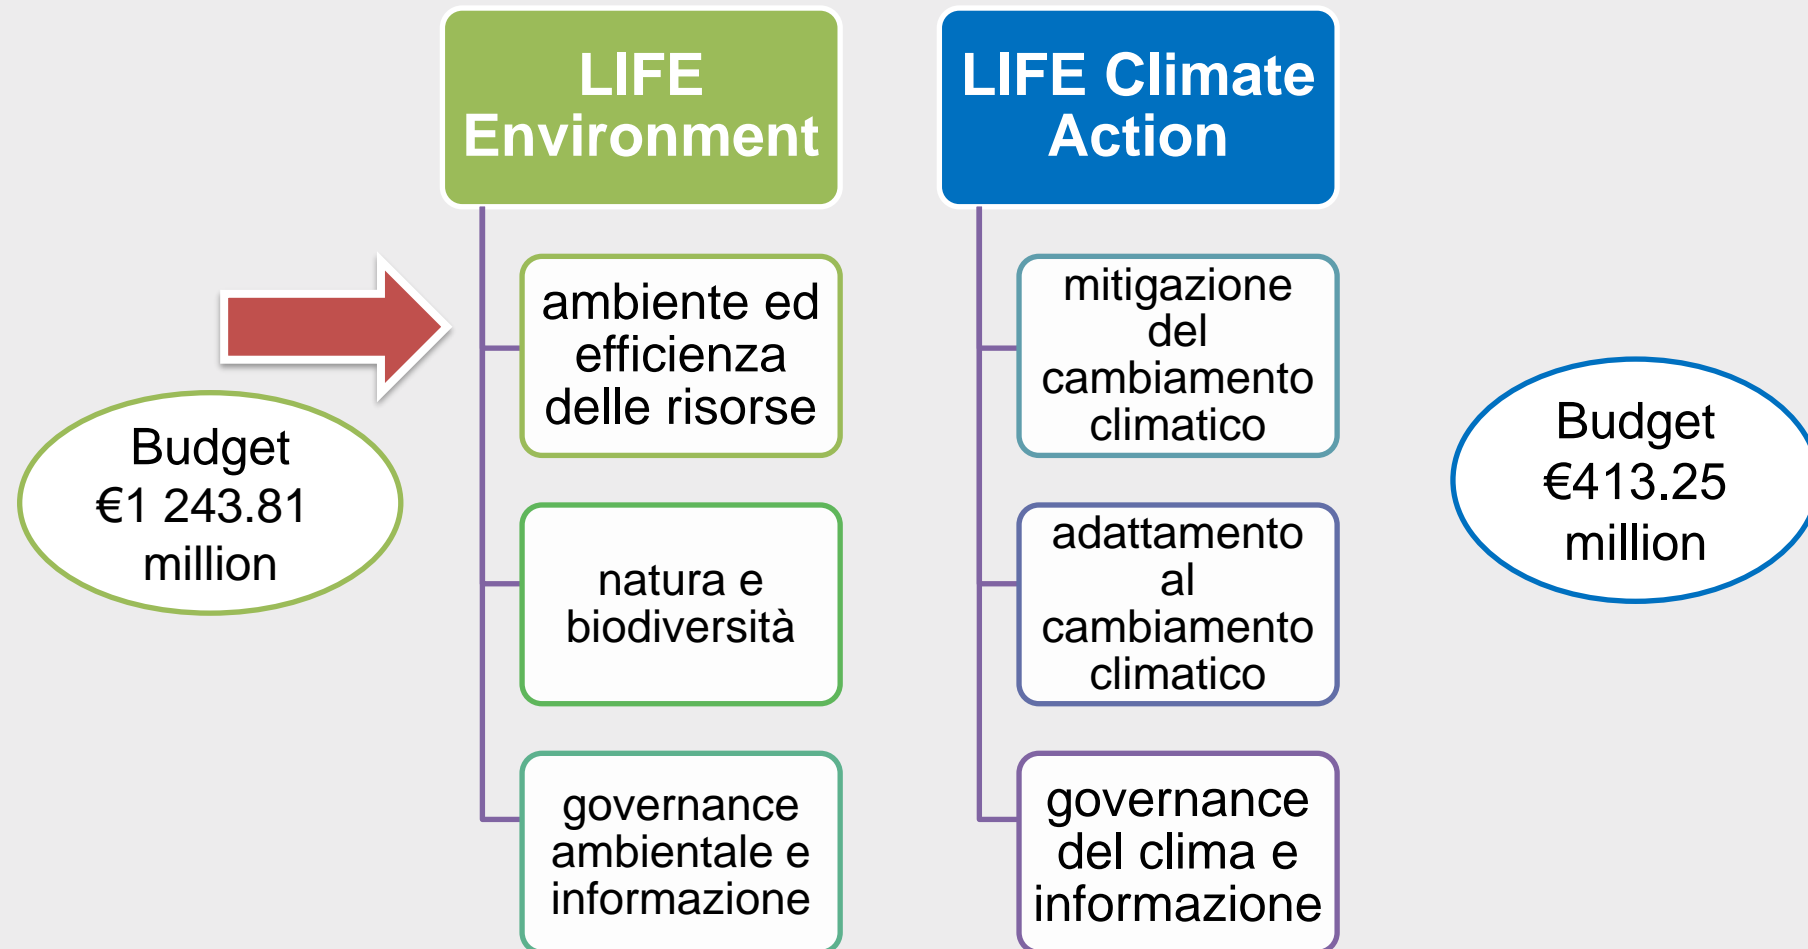 LIFE
Environment
ambiente ed
efficienza
delle risorse
natura e
biodiversità
governance
ambientale e
informazione
Budget
€1 243.81
million
LIFE Climate
Action
mitigazione
del
cambiamento
climatico
adattamento
al
cambiamento
climatico
governance
del clima e
informazione
Budget
€413.25
million